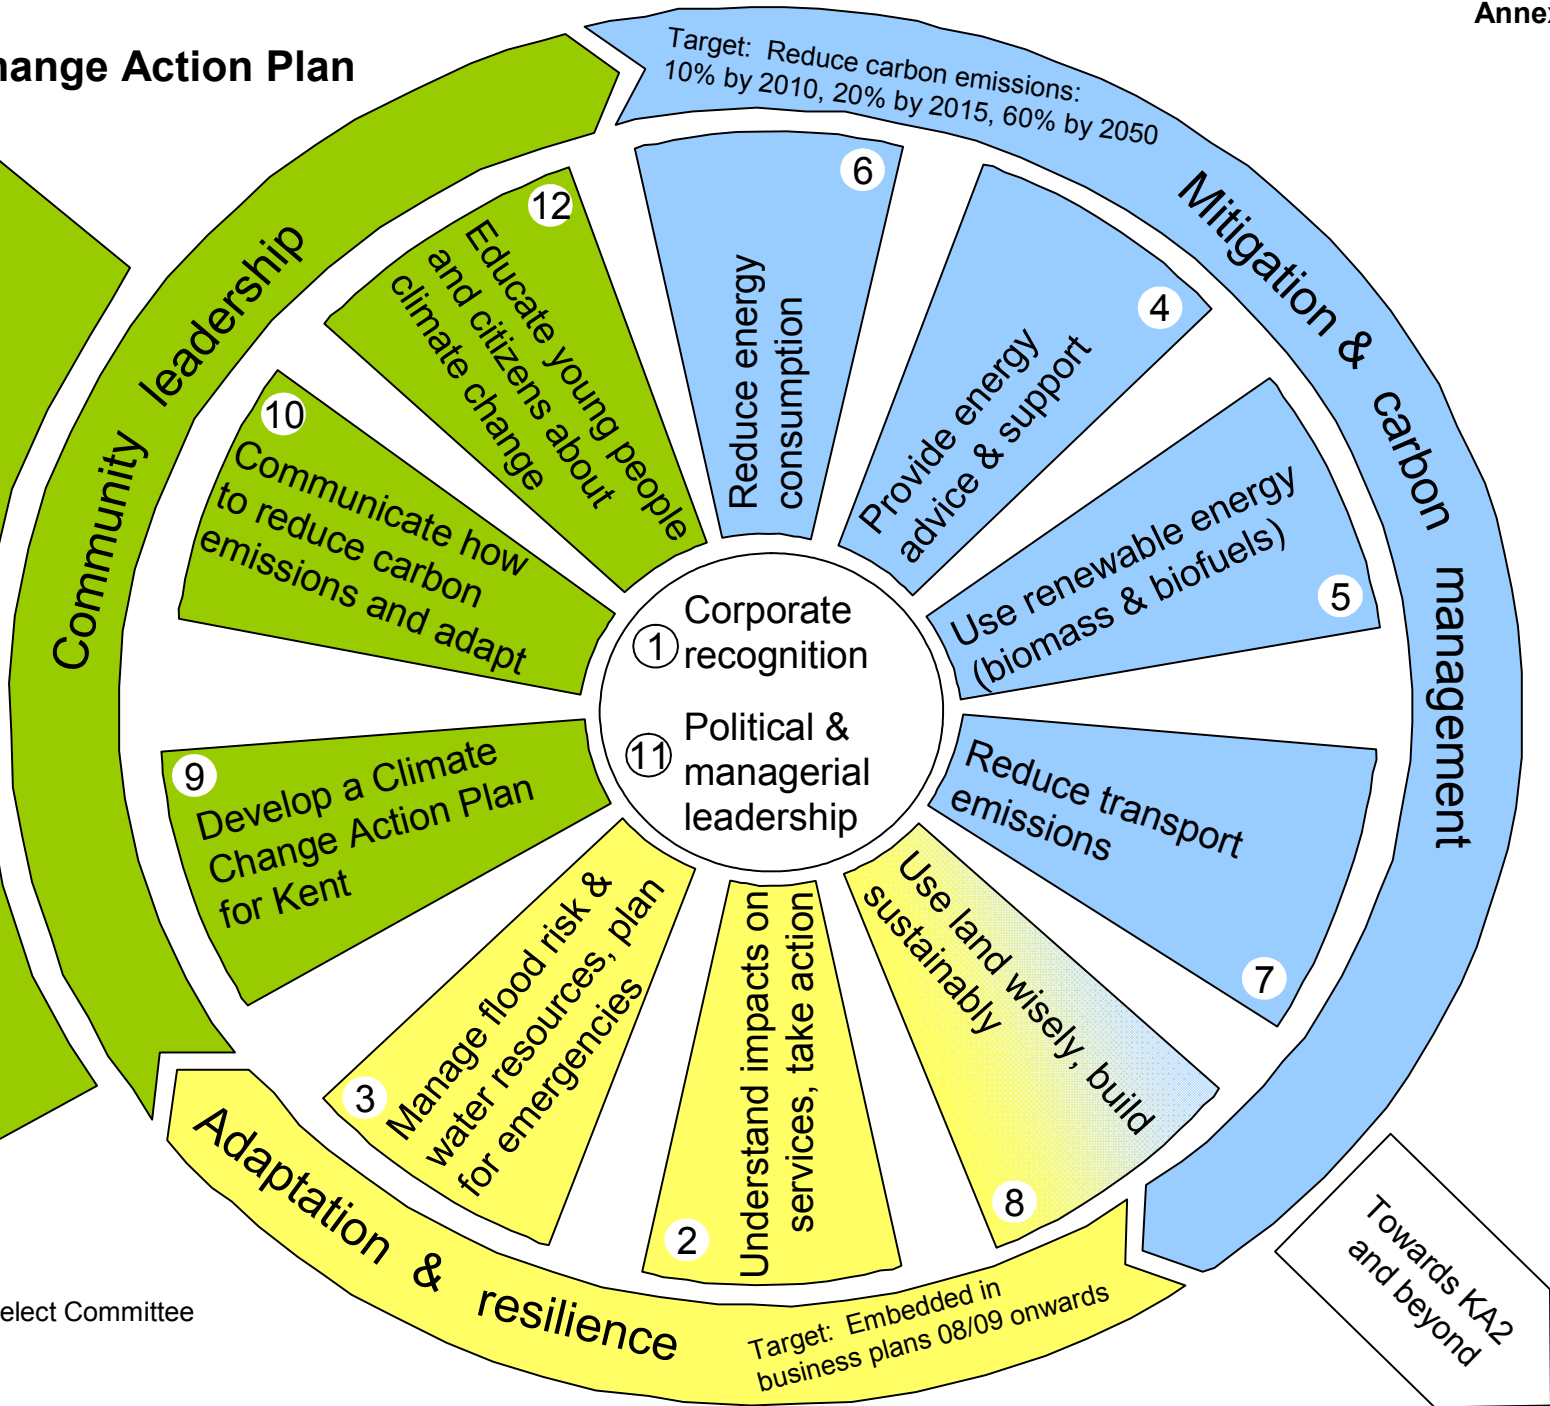 Action Plan
Target: Reduce carbon emissions:
10% by 2010, 20% by 2015, 60% by 2050
Mitigation & carbon management
6
Reduce energy
consumption
4
Provide energy
advice & support
5
Use renewable energy
(biomass & biofuels)
7
Reduce transport
emissions
8
Use land wisely, build
sustainably
2
Understand impacts on
services, take action
3
Manage flood risk &
water resources, plan
for emergencies
9
Develop a Climate
Change Action Plan
for Kent
10
Communicate how
to reduce carbon
emissions and adapt
12
Educate young people
and citizens about
climate change
Community leadership
1
Corporate
recognition
11
Political &
managerial
leadership
Adaptation & resilience
Target: Embedded in
business plans 08/09 onwards
Towards KA2
and beyond
Committee